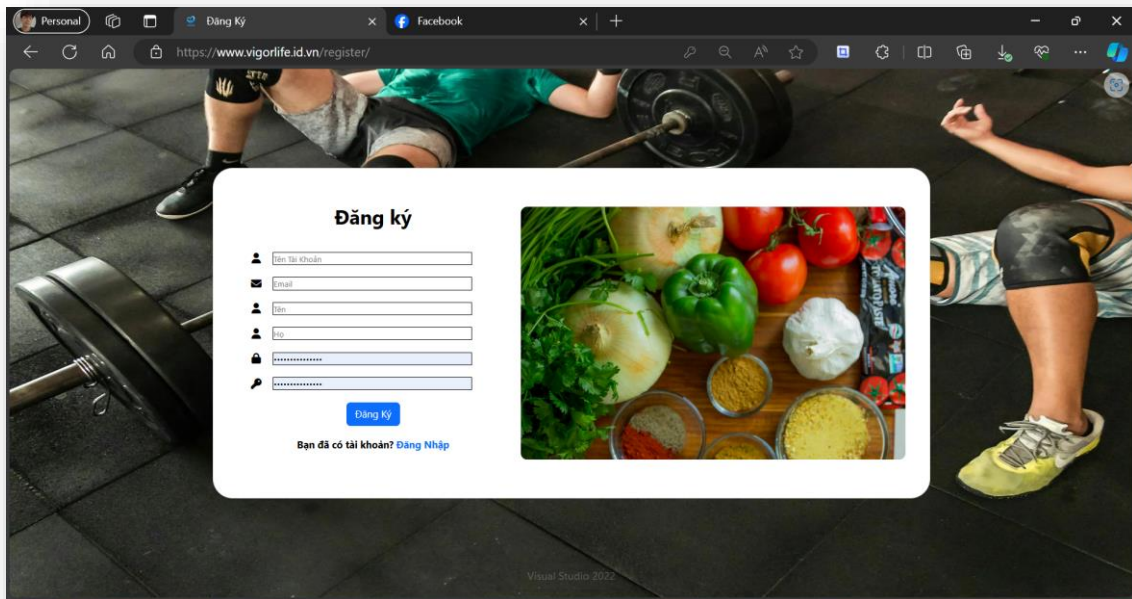 Personal
Đăng Ký
Facebook
https://www.vigorlife.id.vn/register/
Đăng ký
Tên Tài Khoản
Email
Tên
Họ
Đăng Ký
Bạn đã có tài khoản? Đăng Nhập
Visual Studio 2022